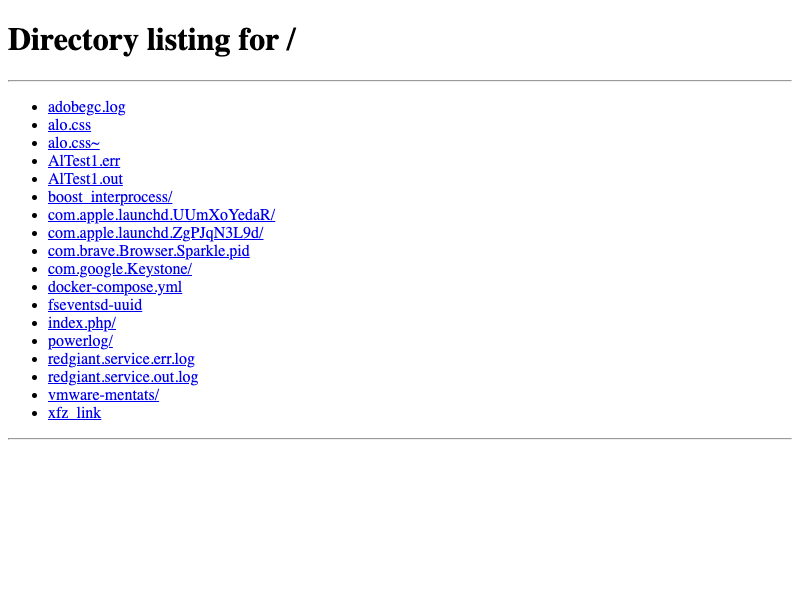 Directory listing for /
adobegc.log
alo.css
alo.css~
AlTest1.err
AlTest1.out
boost_interprocess/
com.apple.launchd.UUmXoYedaR/
com.apple.launchd.ZgPJqN3L9d/
com.brave.Browser.Sparkle.pid
com.google.Keystone/
docker-compose.yml
fseventsd-uuid
index.php/
powerlog/
redgiant.service.err.log
redgiant.service.out.log
vmware-mentats/
xfz_link